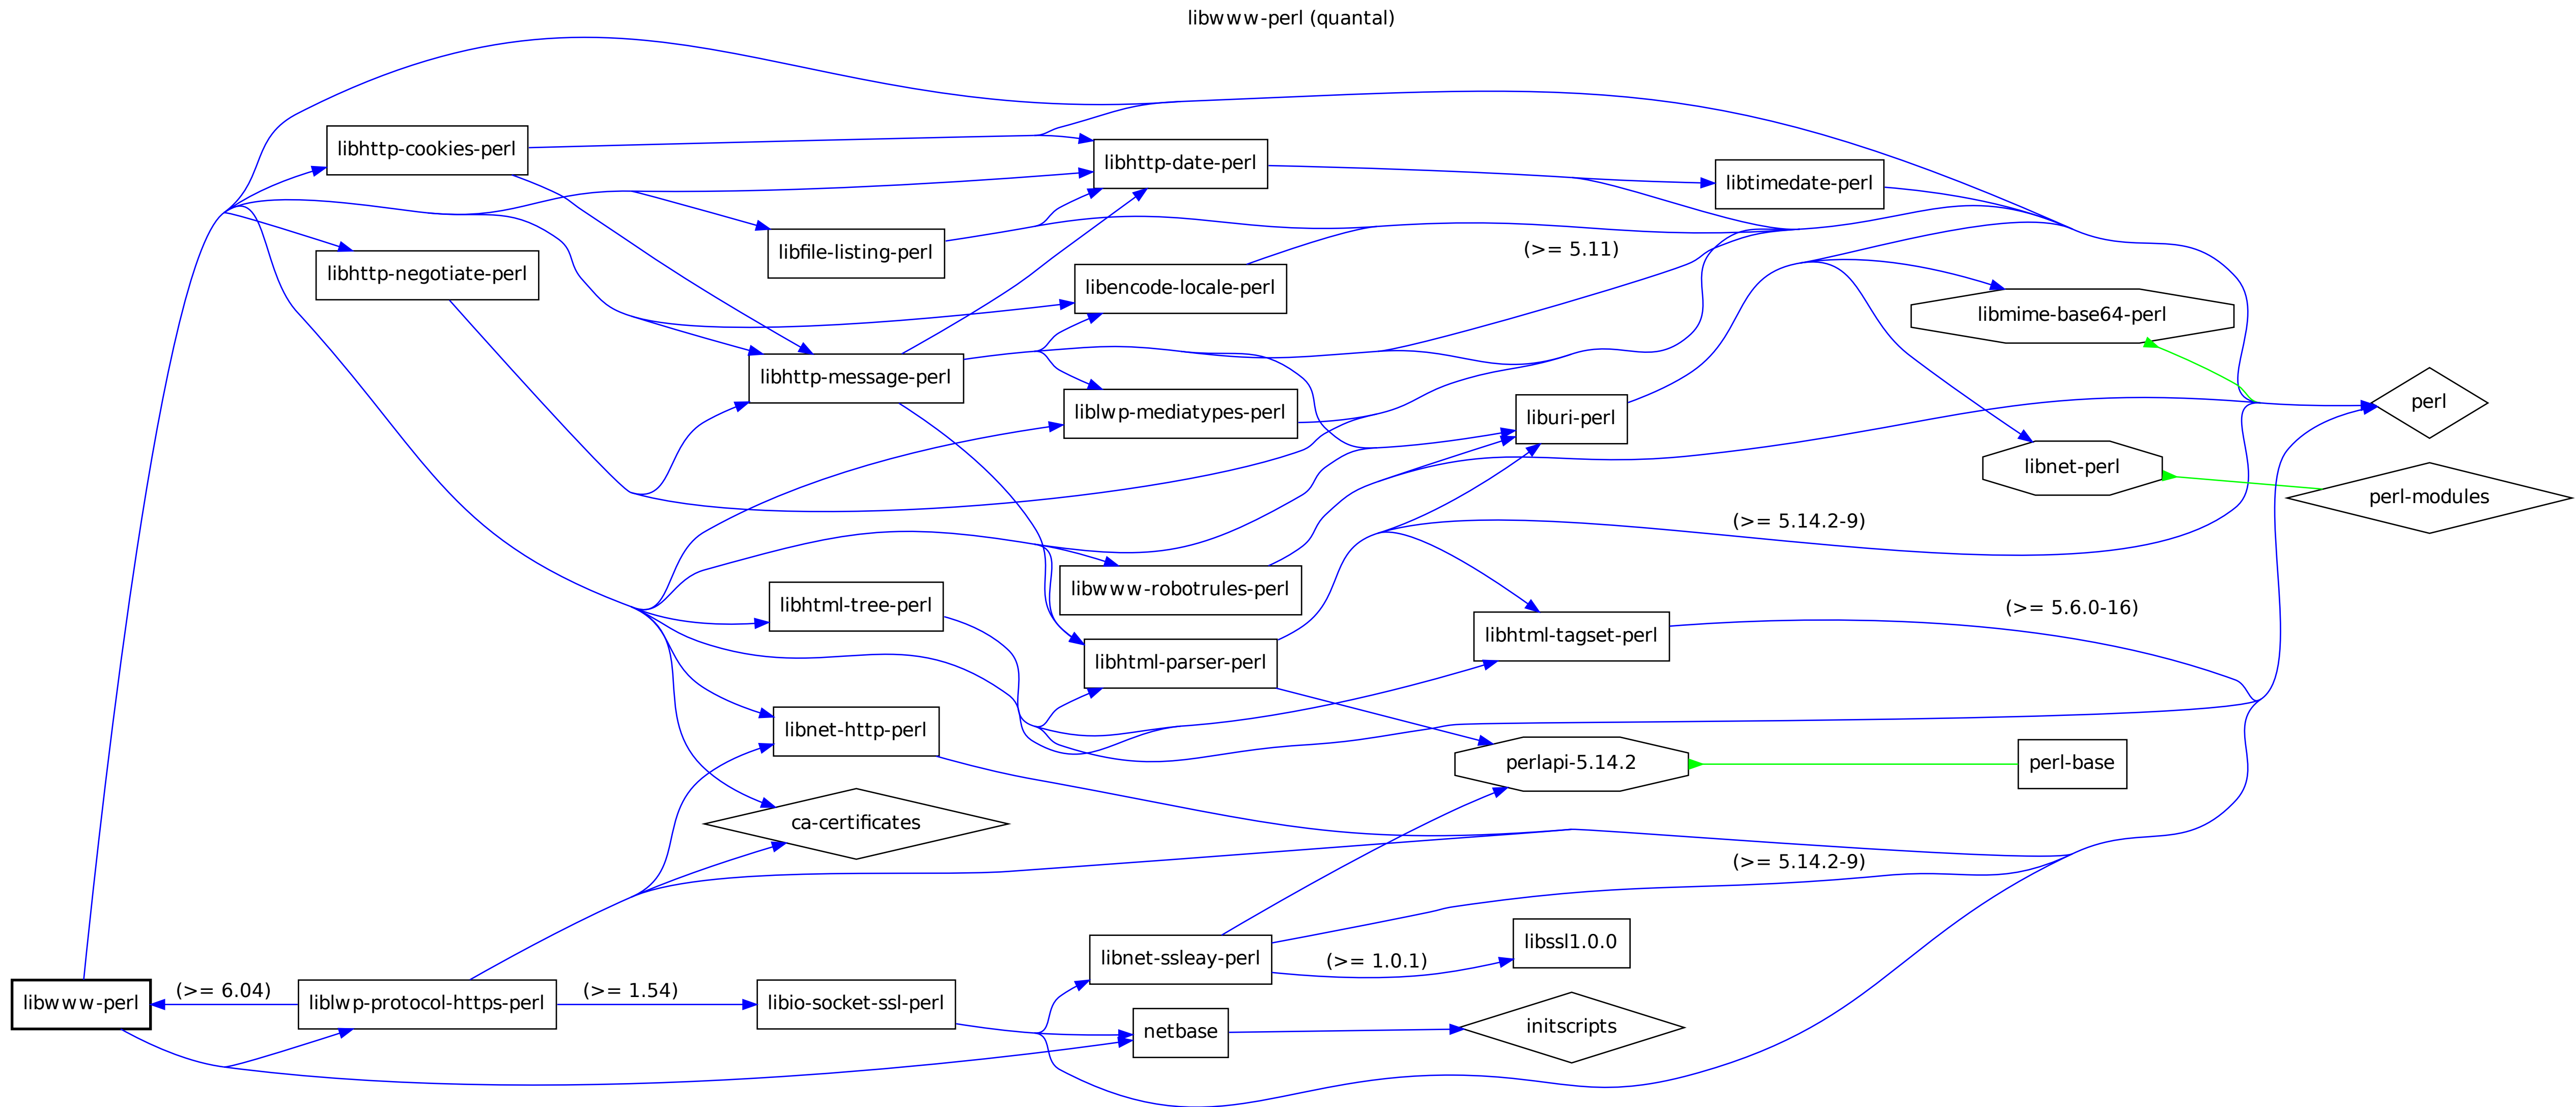 libwww-perl (quantal)
libhttp-cookies-perl
libhttp-date-perl
libtimedate-perl
libfile-listing-perl
(>= 5.11)
libhttp-negotiate-perl
libencode-locale-perl
libmime-base64-perl
libhttp-message-perl
liblwp-mediatypes-perl
liburi-perl
perl
libnet-perl
perl-modules
(>= 5.14.2-9)
libwww-robotrules-perl
libhtml-tree-perl
(>= 5.6.0-16)
libhtml-tagset-perl
libhtml-parser-perl
libnet-http-perl
perlapi-5.14.2
perl-base
ca-certificates
(>= 5.14.2-9)
libssl1.0.0
libnet-ssleay-perl
(>= 1.0.1)
libwww-perl
(>= 6.04)
liblwp-protocol-https-perl
(>= 1.54)
libio-socket-ssl-perl
netbase
initscripts